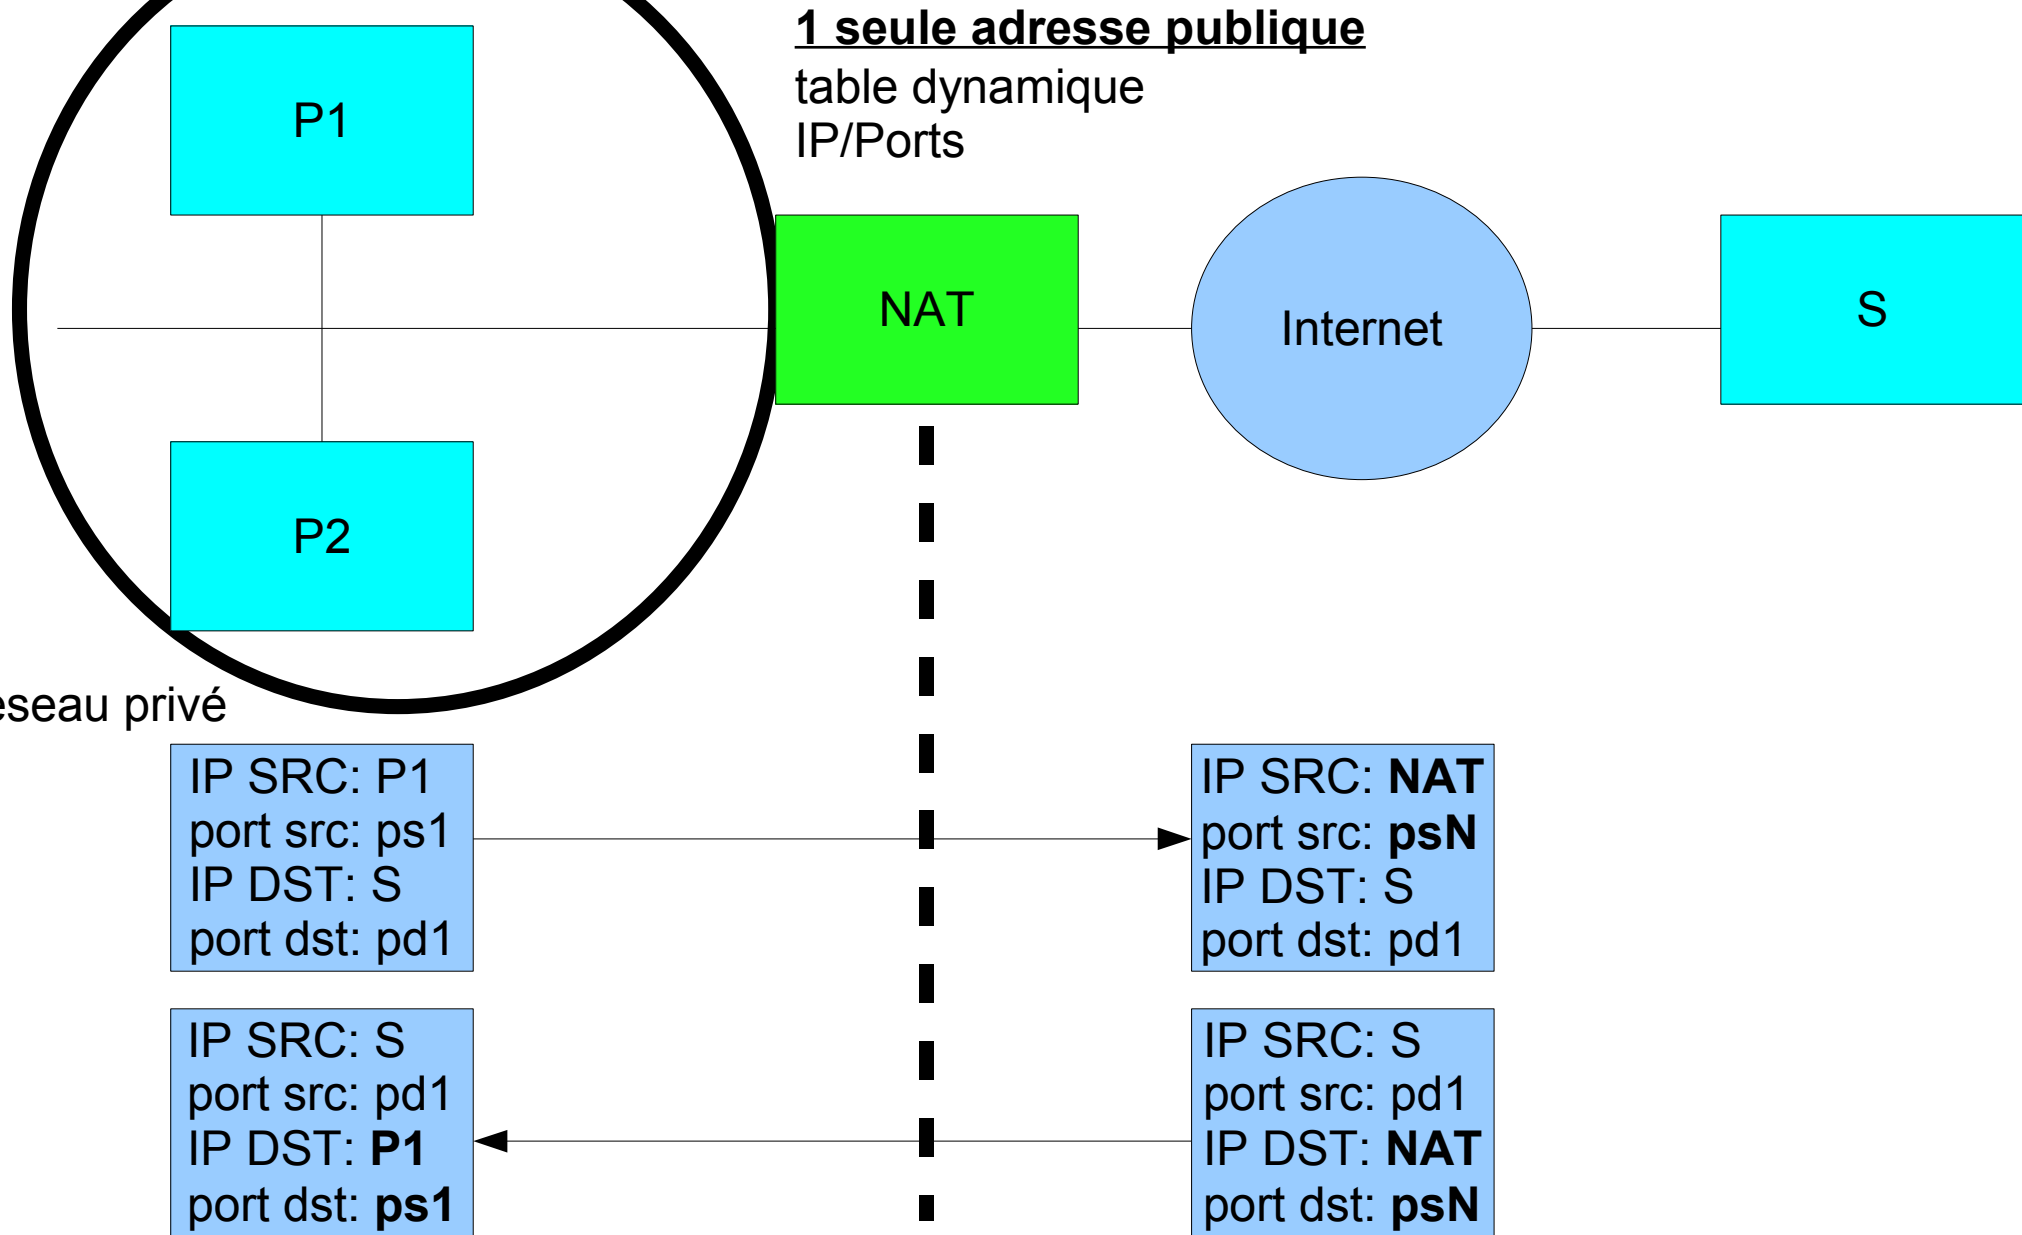 1 seule adresse publique
table dynamique
IP/Ports
P1
NAT
Internet
S
P2
eseau privé
IP SRC: P1
port src: ps1
IP DST: S
port dst: pd1
IP SRC: NAT
port src: psN
IP DST: S
port dst: pd1
IP SRC: S
port src: pd1
IP DST: P1
port dst: ps1
IP SRC: S
port src: pd1
IP DST: NAT
port dst: psN